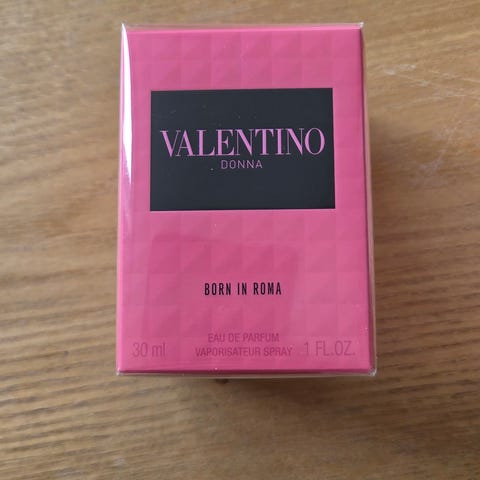 VALENTINO
DONNA
BORN IN ROMA
EAU DE PARFUM
30 ml VAPORISATEUR SPRAY 1 FL.OZ.